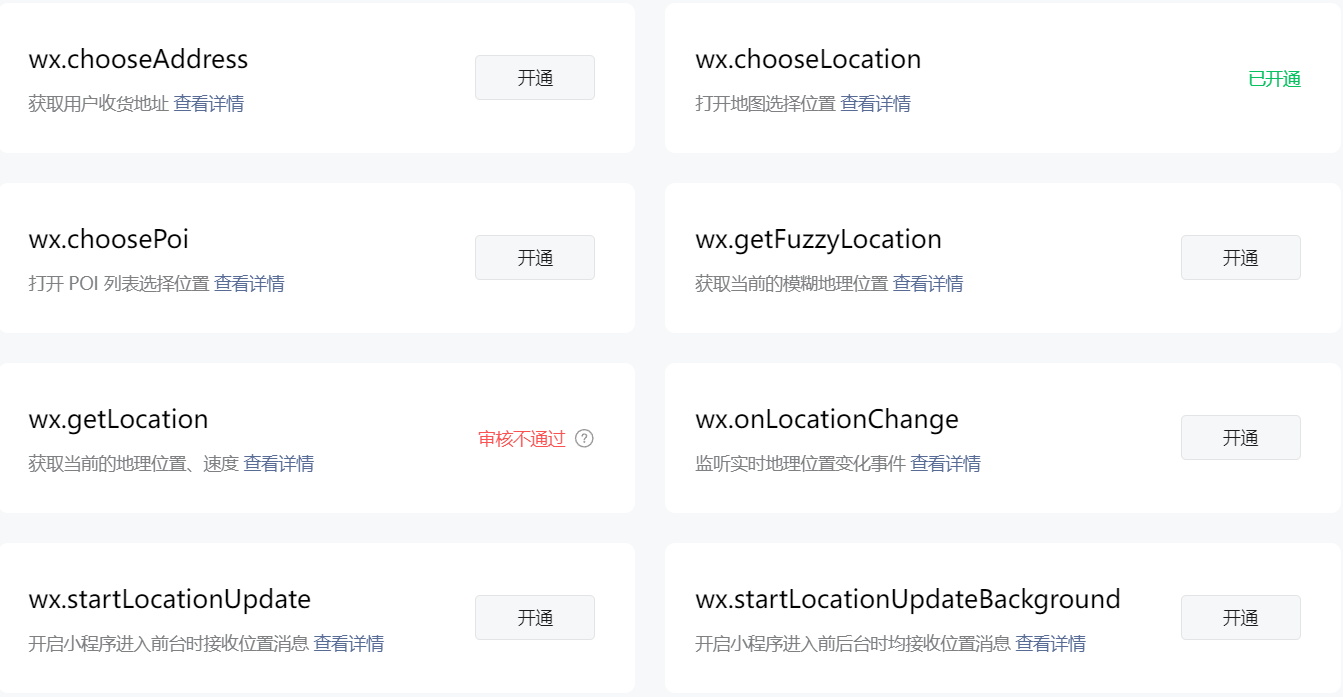 wx.chooseAddress
开通
获取用户收货地址 查看详情
wx.chooseLocation
已开通
打开地图选择位置 查看详情
wx.choosePoi
开通
打开 POI 列表选择位置 查看详情
wx.getFuzzyLocation
开通
获取当前的模糊地理位置 查看详情
wx.getLocation
审核不通过 ?
获取当前的地理位置、速度 查看详情
wx.onLocationChange
开通
监听实时地理位置变化事件 查看详情
wx.startLocationUpdate
开通
开启小程序进入前台时接收位置消息 查看详情
wx.startLocationUpdateBackground
开通
开启小程序进入前后台时均接收位置消息 查看详情